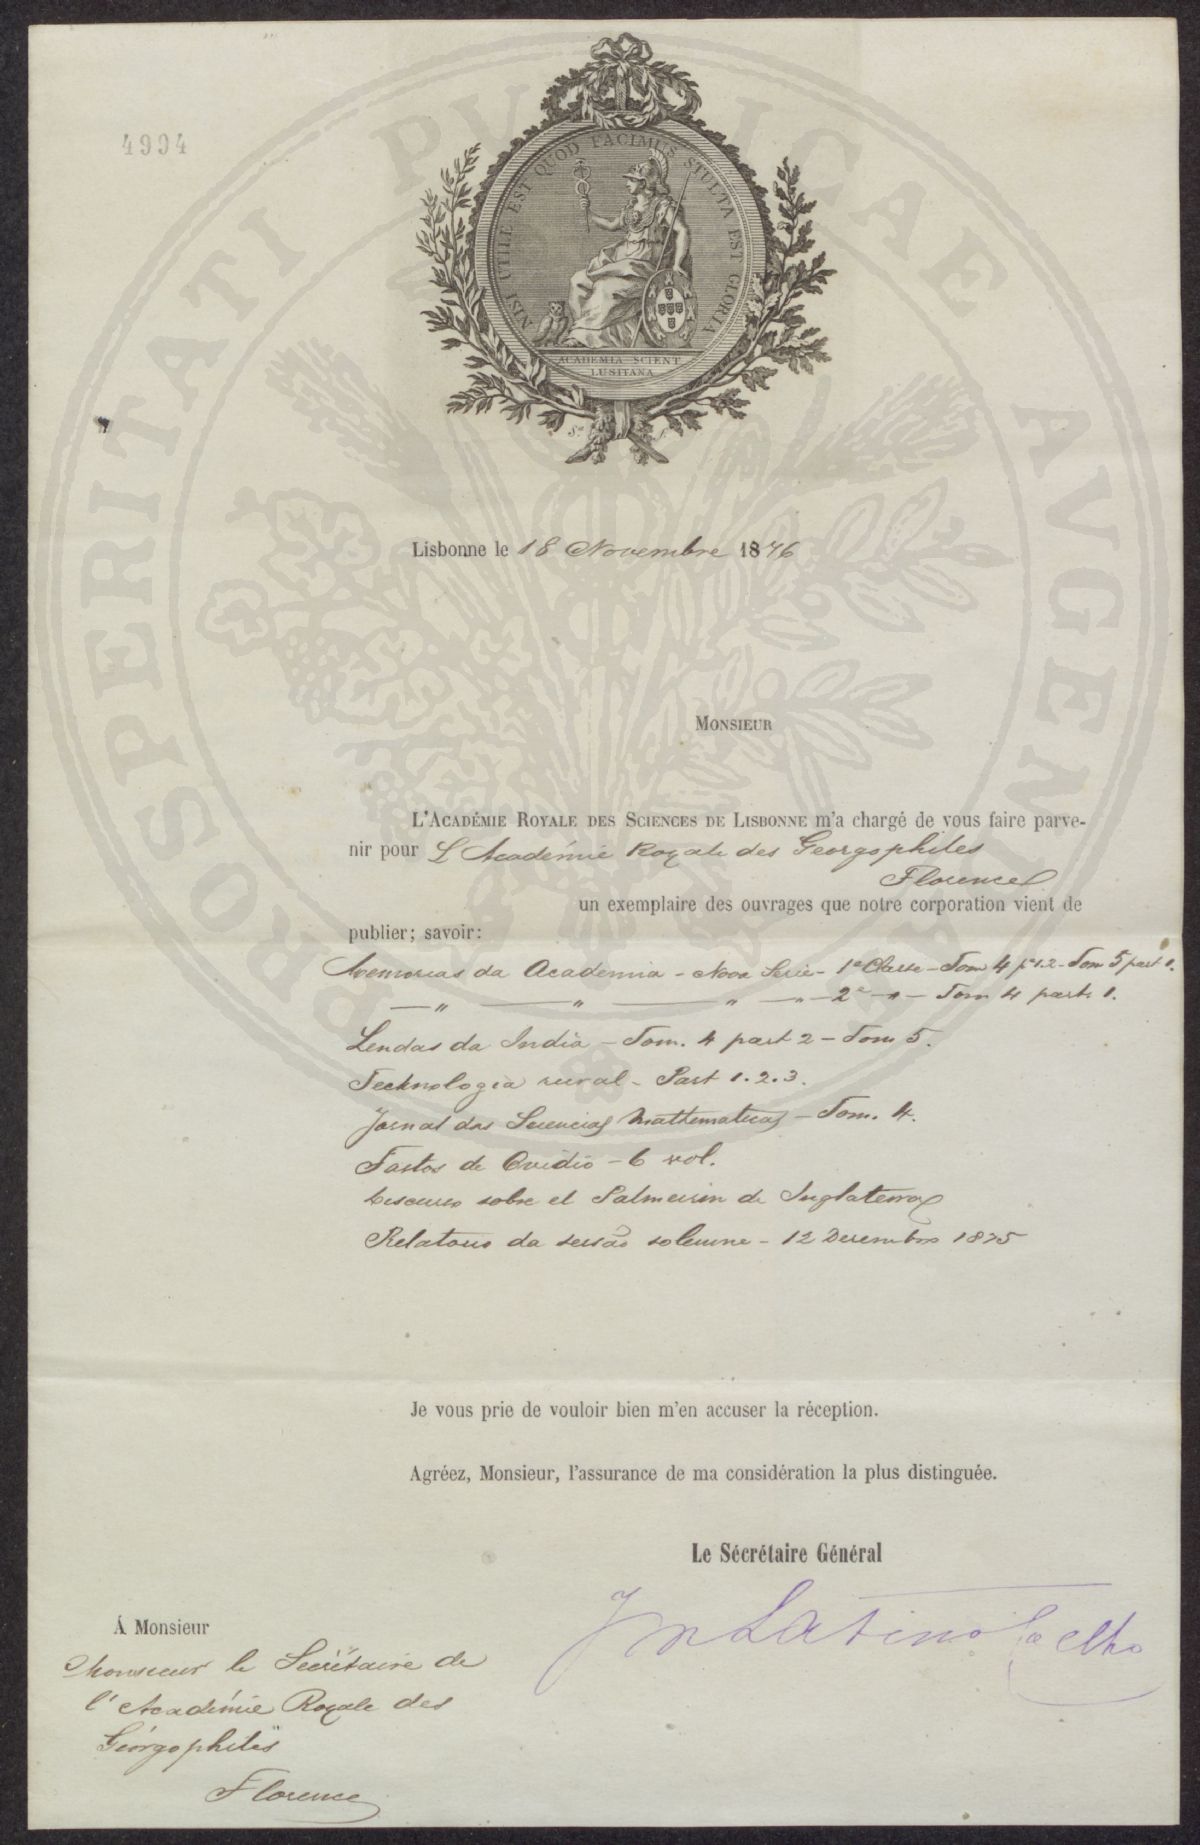 4994
NISI UTILE EST QUOD FACIMUS STULTA EST GLORIA
ACADEMIA SCIENT
LUSITANA
PROSPERITATI PVBLICAE AVGENDAE
Lisbonne le 18 Novembre 1876
MONSIEUR
L'ACADÉMIE ROYALE DES SCIENCES DE LISBONNE m'a chargé de vous faire parve-
nir pour L'Académie Royale des Georgophiles
Florence
un exemplaire des ouvrages que notre corporation vient de
publier; savoir:
Memorias da Academia - Nova Serie - 1ª Classe - Tom 4 pt 1.2 - Tom 5 part 1.
— " — " — " — " — 2ª — " — Tom 4 part. 1.
Lendas da India - Tom. 4 part 2 - Tom 5.
Technologia rural - Part 1.2.3.
Jornal das Sciencias Mathematicas - Tom. 4.
Fastos de Ovidio - 6 vol.
Discurso sobre el Palmeirin de Inglaterra
Relatorio da sessão solemne - 12 Dezembro 1875
Je vous prie de vouloir bien m'en accuser la réception.
Agréez, Monsieur, l'assurance de ma considération la plus distinguée.
Le Sécrétaire Général
Latino Coelho
Á Monsieur
Monsieur le Secrétaire de
l'Académie Royale des
Géorgophiles
Florence